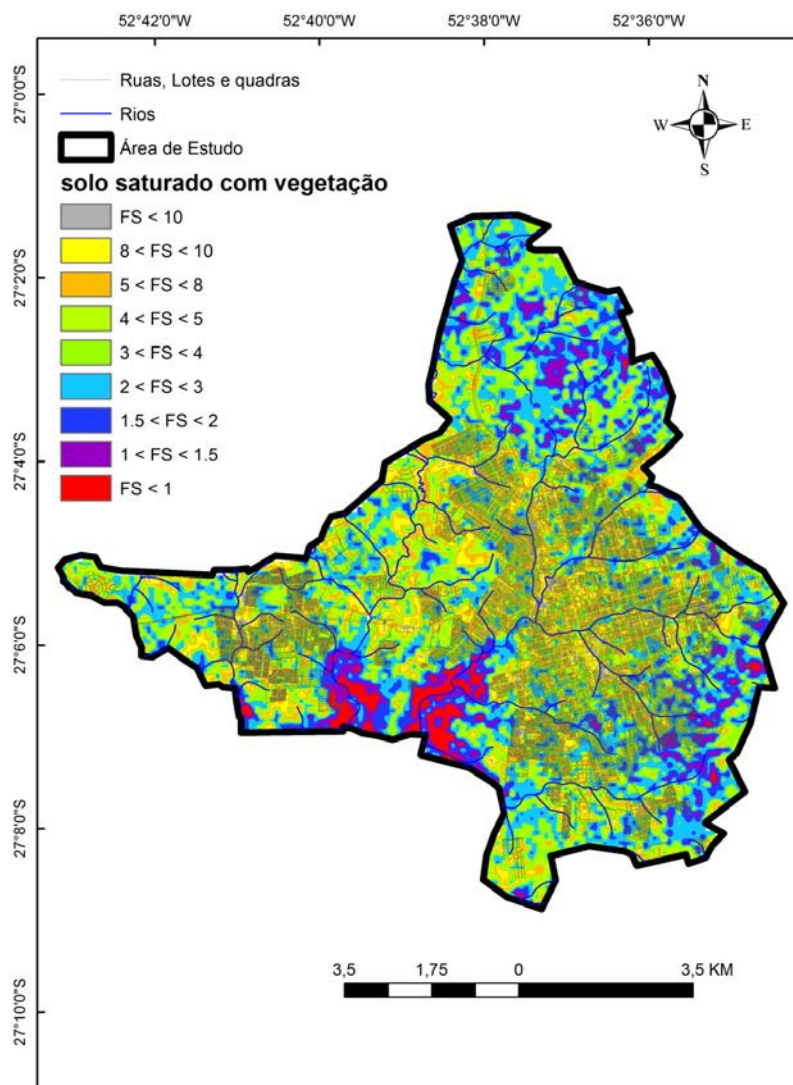 52°42'0"O 52°40'0"O 52°38'0"O 52°36'0"O
27°0'0"S
27°2'0"S
27°4'0"S
27°6'0"S
27°8'0"S
27°10'0"S
Ruas, Lotes e quadras
Rios
Área de Estudo
solo saturado com vegetação
FS < 10
8 < FS < 10
5 < FS < 8
4 < FS < 5
3 < FS < 4
2 < FS < 3
1.5 < FS < 2
1 < FS < 1.5
FS < 1
N
W E
S
3,5 1,75 0 3,5 KM